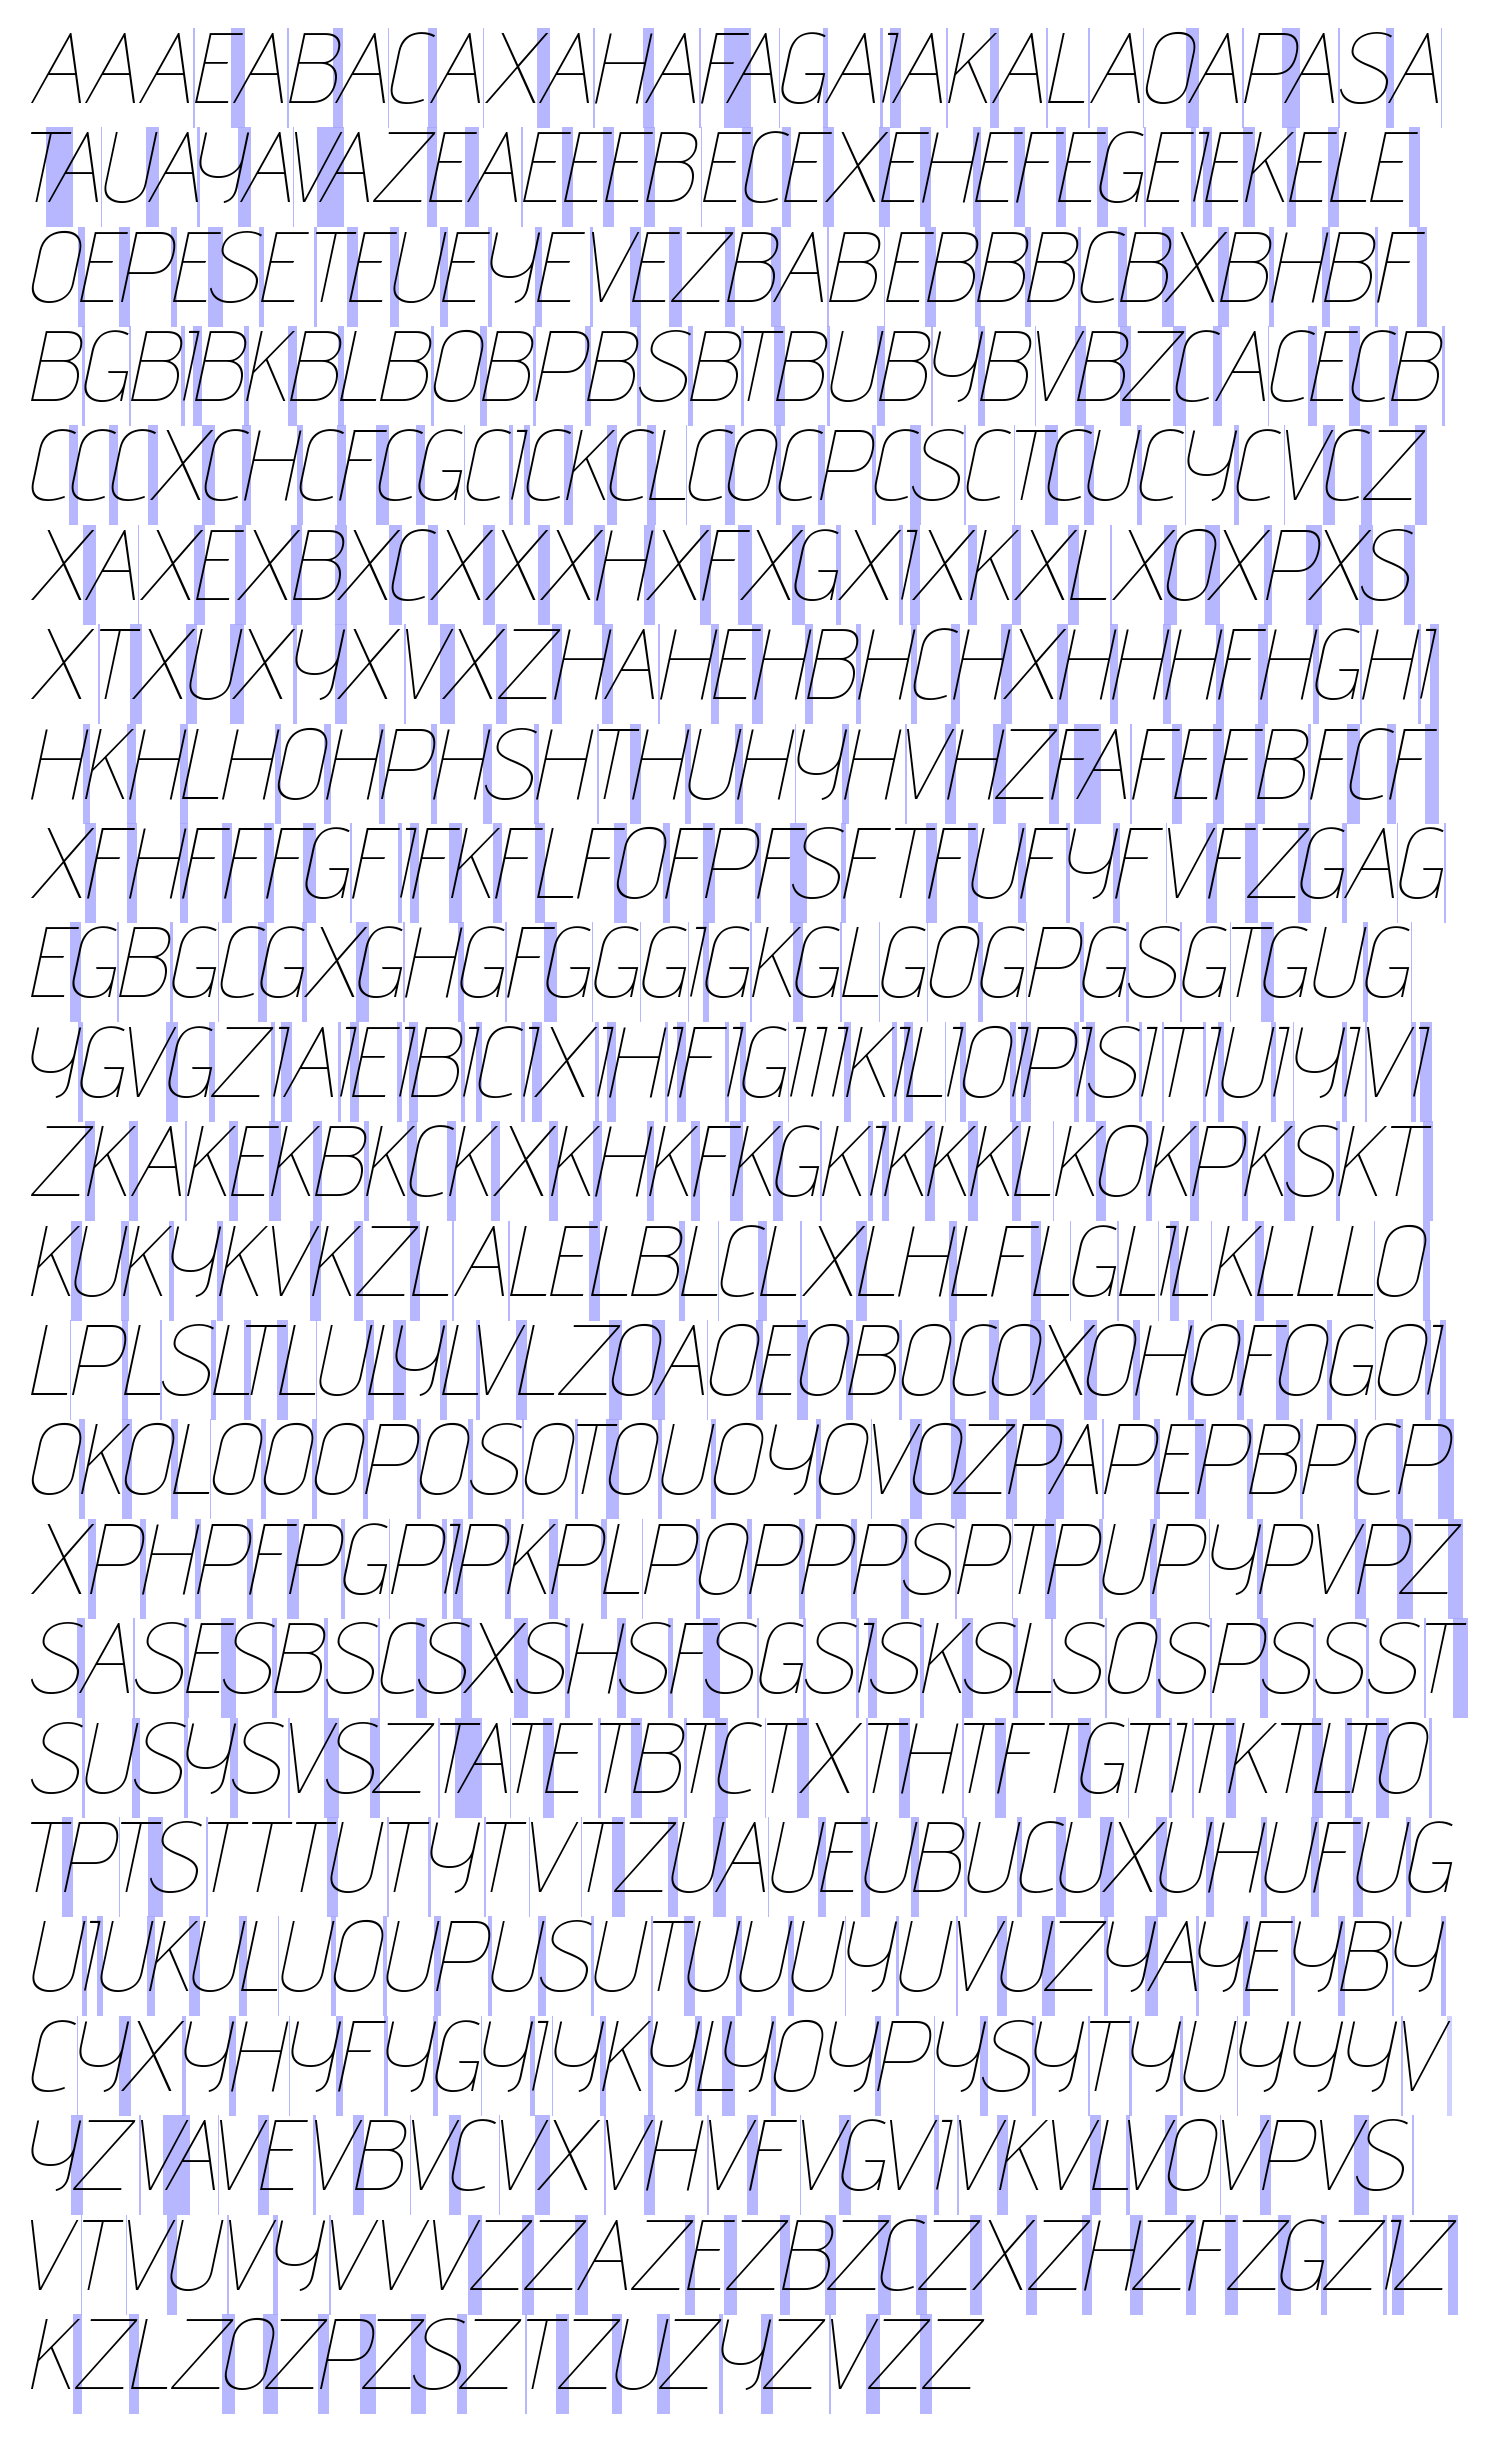 AAAEABACAXAHAFAGAIAKALAOAPASA
TAUAYAVAZEAEEEBECEXEHEFEGEIEKELE
OEPESETEUEYEVEZBABEBBBCBXBHBF
BGBIBKBLBOBPBSBTBUBYBVBZCACECB
CCCXCHCFCGCICKCLCOCPCSCTCUCYCVCZ
XAXEXBXCXXXHXFXGXIXKXLXOXPXS
XTXUXYXVXZHAHEHBHCHXHHHFHGHI
HKHLHOHPHSHTHUHYHVHZFAFEFBFCF
XFHFFFGFIFKFLFOFPFSFTFUFYFVFZGAG
EGBGCGXGHGFGGGIGKGLGOGPGSGTGUG
YGVGZIAIEIBICIXIHIFIGIIIKILIOIPISITIUIYIVI
ZKAKEKBKCKXKHKFKGKIKKKLKOKPKSKT
KUKYKVKZLALELBLCLXLHLFLGLILKLLLO
LPLSLTLULYLVLZOAOEOBOCOXOHOFOGOI
OKOLOOOPOSOTOUOYOVOZPAPEPBPCP
XPHPFPGPIPKPLPOPPPSPTPUPYPVPZ
SASESBSCSXSHSFSGSISKSLSOSPSSST
SUSYSVSZTATETBTCTXTHTFTGTITKTLTO
TPTSTTTUTYTVTZUAUEUBUCUXUHUFUG
UIUKULUOUPUSUTUUUYUVUZYAYEYBY
CYXYHYFYGYIYKYLYOYPYSYTYUYYYV
YZVAVEVBVCVXVHVFVGVIVKVLVOVPVS
VTVUVYVVVZZAZEZBZCZXZHZFZGZIZ
KZLZOZPZSZTZUZYZVZZ